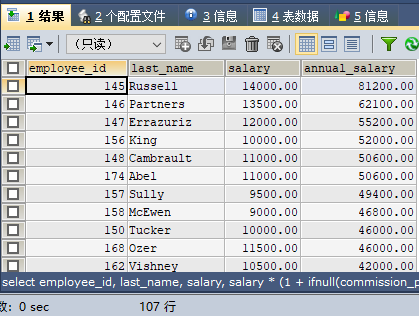 1 结果 2 个配置文件 3 信息 4 表数据 5 信息
（只读）
employee_id last_name salary annual_salary
145 Russell 14000.00 81200.00
146 Partners 13500.00 62100.00
147 Errazuriz 12000.00 55200.00
156 King 10000.00 52000.00
148 Cambrault 11000.00 50600.00
174 Abel 11000.00 50600.00
157 Sully 9500.00 49400.00
158 McEwen 9000.00 46800.00
150 Tucker 10000.00 46000.00
168 Ozer 11500.00 46000.00
162 Vishney 10500.00 42000.00
select employee_id, last_name, salary, salary * (1 + ifnull(commission_p
: 0 sec 107 行